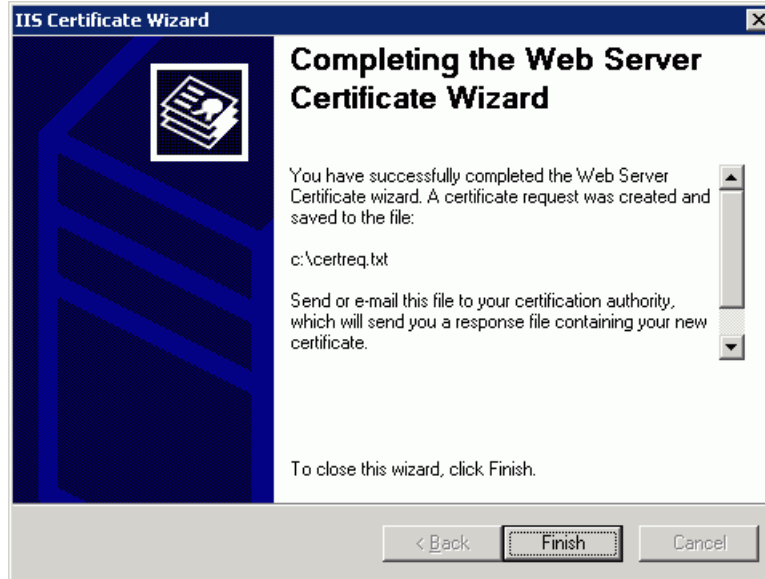 IIS Certificate Wizard
Completing the Web Server
Certificate Wizard
You have successfully completed the Web Server
Certificate wizard. A certificate request was created and
saved to the file:
c:\certreq.txt
Send or e-mail this file to your certification authority,
which will send you a response file containing your new
certificate.
To close this wizard, click Finish.
< Back
Finish
Cancel